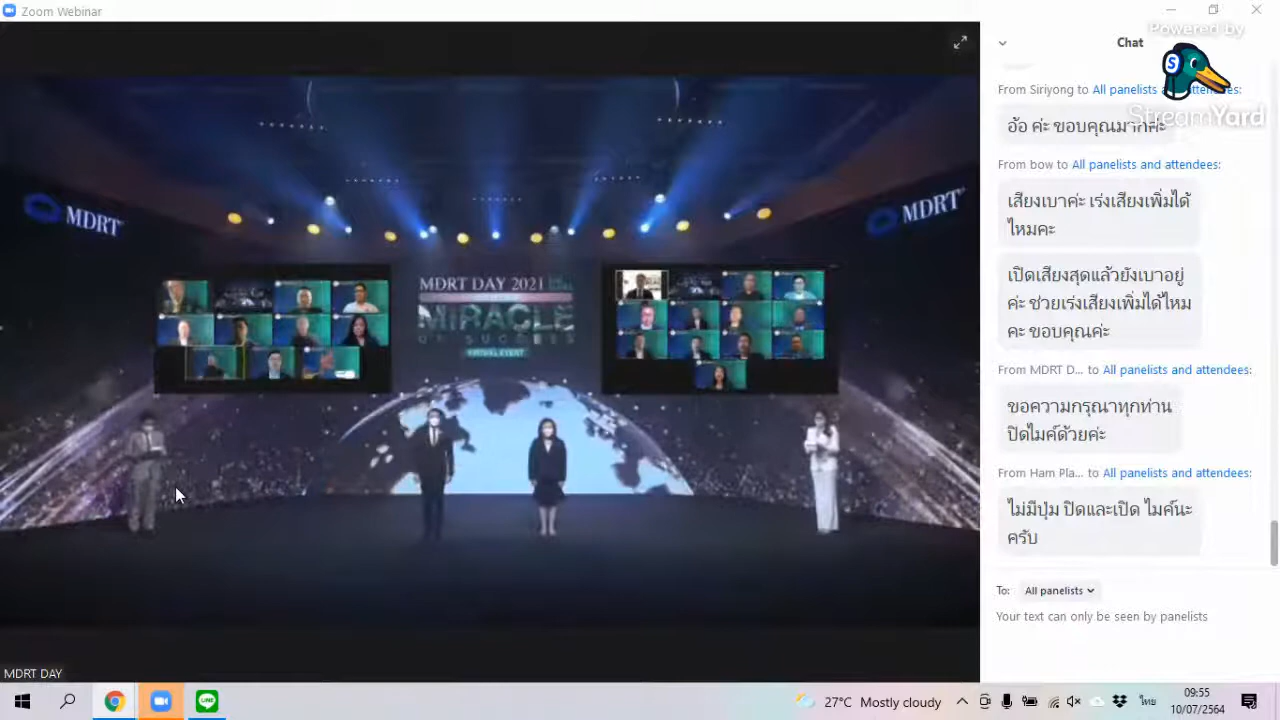 Zoom Webinar
Powered by
StreamYard
MDRT
MDRT
MDRT DAY 2021
MIRACLE
OF SUCCESS
VIRTUAL EVENT
MDRT DAY
Chat
From Siriyong to All panelists and attendees:
อ้อ ค่ะ ขอบคุณมากค่ะ
From bow to All panelists and attendees:
เสียงเบาค่ะ เร่งเสียงเพิ่มได้
ไหมคะ
เปิดเสียงสุดแล้วยังเบาอยู่
ค่ะ ช่วยเร่งเสียงเพิ่มได้ไหม
คะ ขอบคุณค่ะ
From MDRT D... to All panelists and attendees:
ขอความกรุณาทุกท่าน
ปิดไมค์ด้วยค่ะ
From Ham Pla... to All panelists and attendees:
ไม่มีปุ่ม ปิดและเปิด ไมค์นะ
ครับ
To: All panelists
Your text can only be seen by panelists
27°C Mostly cloudy
ไทย
09:55
10/07/2564